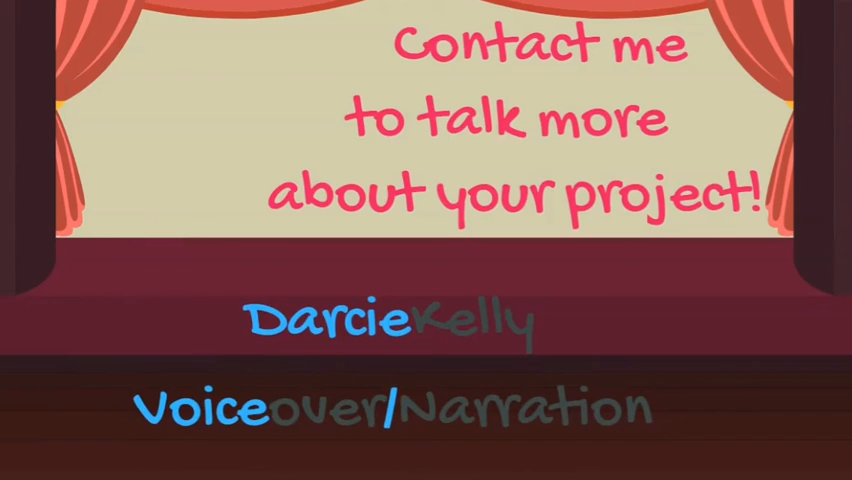 Contact me
to talk more
about your project!
DarcieKelly
Voiceover/Narration